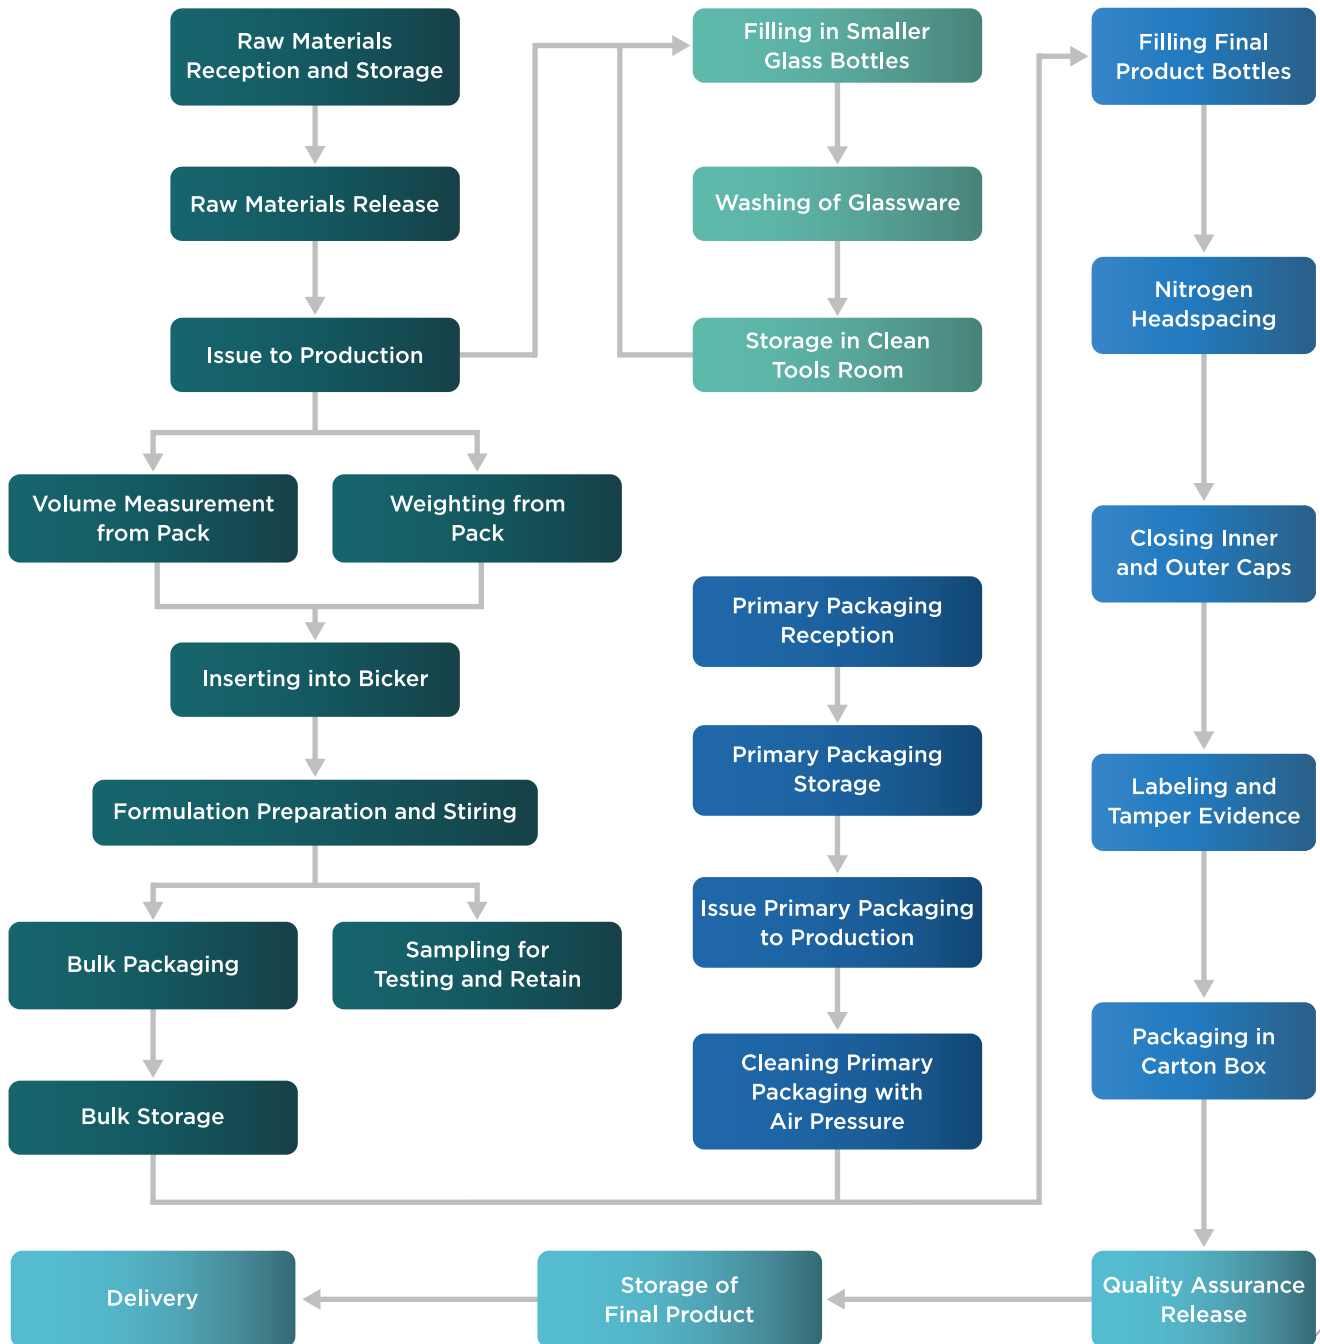 Raw Materials
Reception and Storage
Raw Materials Release
Issue to Production
Volume Measurement
from Pack
Weighting from
Pack
Inserting into Bicker
Formulation Preparation and Stiring
Bulk Packaging
Sampling for
Testing and Retain
Bulk Storage
Filling in Smaller
Glass Bottles
Washing of Glassware
Storage in Clean
Tools Room
Primary Packaging
Reception
Primary Packaging
Storage
Issue Primary Packaging
to Production
Cleaning Primary
Packaging with
Air Pressure
Filling Final
Product Bottles
Nitrogen
Headspacing
Closing Inner
and Outer Caps
Labeling and
Tamper Evidence
Packaging in
Carton Box
Quality Assurance
Release
Storage of
Final Product
Delivery